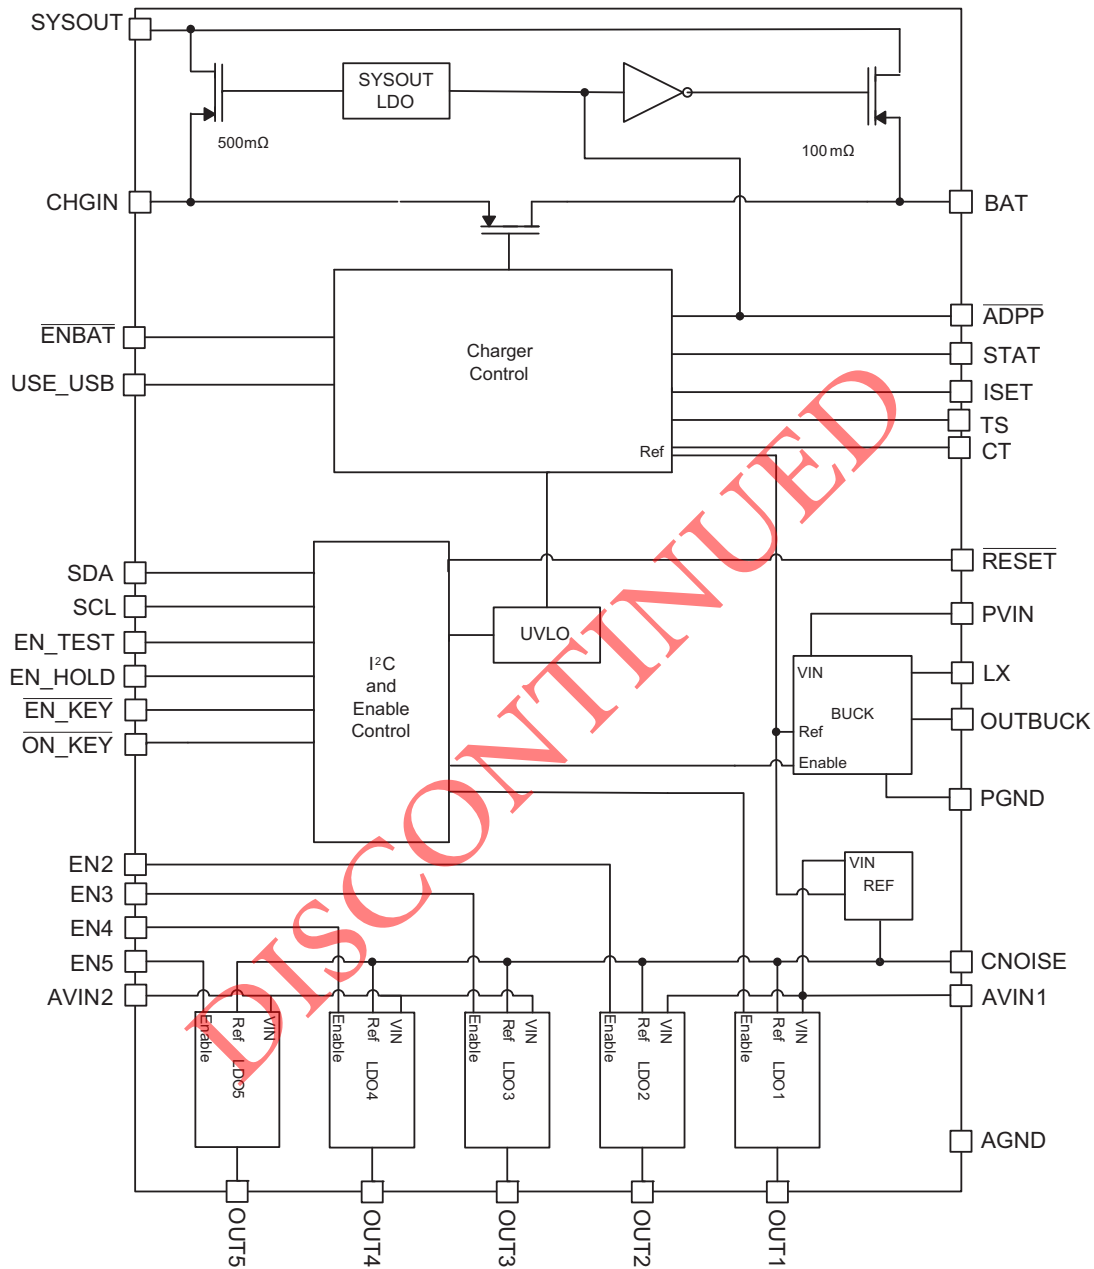 SYSOUT
SYSOUT
LDO
500mΩ
100mΩ
CHGIN
BAT
ENBAT
USE_USB
Charger
Control
Ref
ADPP
STAT
ISET
TS
CT
SDA
SCL
EN_TEST
EN_HOLD
EN_KEY
ON_KEY
I²C
and
Enable
Control
UVLO
RESET
PVIN
LX
OUTBUCK
PGND
VIN
BUCK
Ref
Enable
VIN
REF
EN2
EN3
EN4
EN5
AVIN2
CNOISE
AVIN1
AGND
Enable
Ref
VIN
LDO5
Enable
Ref
VIN
LDO4
Enable
Ref
VIN
LDO3
Enable
Ref
VIN
LDO2
Enable
Ref
VIN
LDO1
OUT5
OUT4
OUT3
OUT2
OUT1
DISCONTINUED